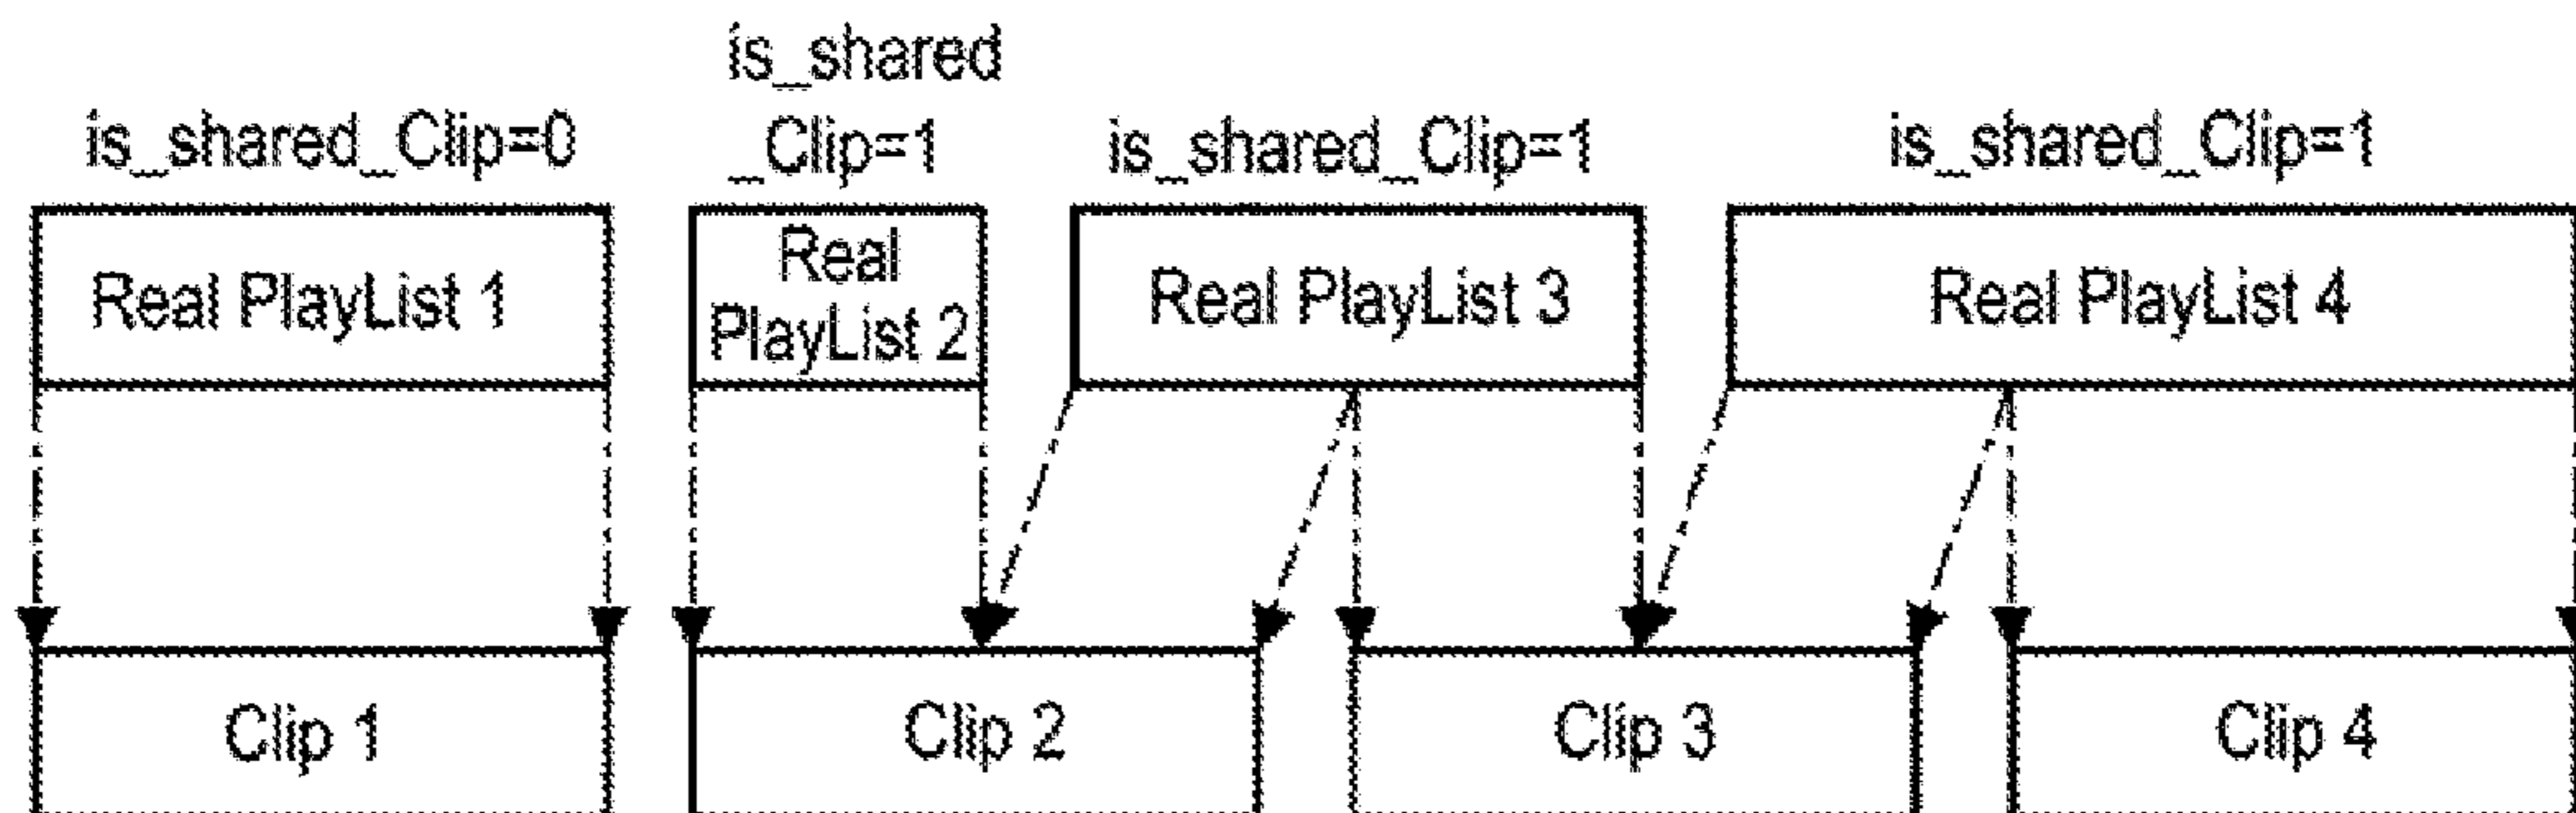 is_shared_Clip=0
is_shared
_Clip=1
is_shared_Clip=1
is_shared_Clip=1
Real PlayList 1
Real
PlayList 2
Real PlayList 3
Real PlayList 4
Clip 1
Clip 2
Clip 3
Clip 4